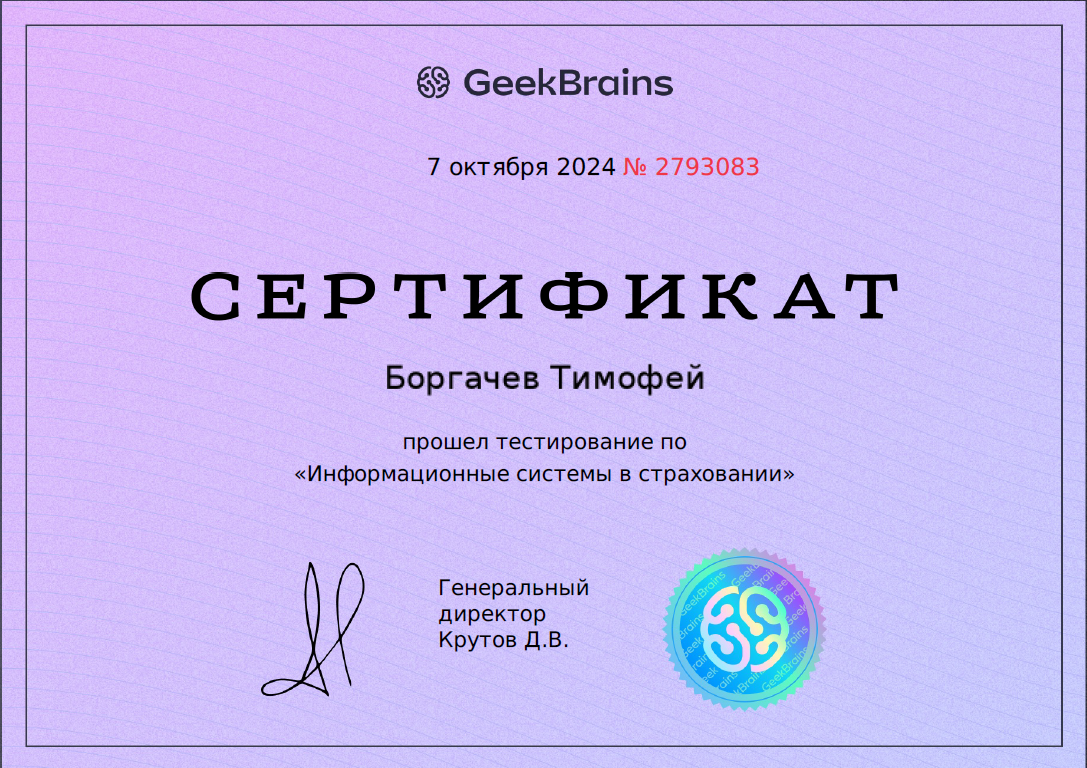 GeekBrains
7 октября 2024 № 2793083
СЕРТИФИКАТ
Боргачев Тимофей
прошел тестирование по
«Информационные системы в страховании»
Генеральный
директор
Крутов Д.В.